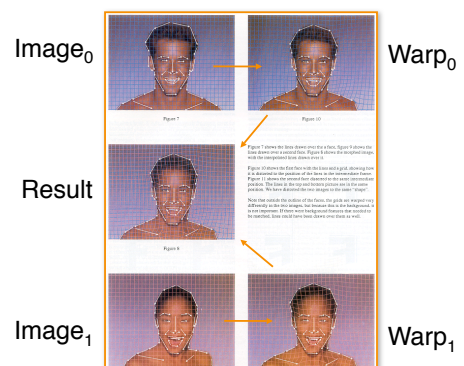 Image0
Warp0
Figure 7
Figure 10
Figure 7 shows the lines drawn over the a face, figure 9 shows the
lines drawn over a second face. Figure 8 shows the morphed image,
with the interpolated lines drawn over it.
Figure 10 shows the first face with the lines and a grid, showing how
it is distorted to the position of the lines in the intermediate frame.
Figure 11 shows the second face distorted to the same intermediate
position. The lines in the top and bottom picture are in the same
position. We have distorted the two images to the same "shape".
Note that outside the outline of the faces, the grids are warped very
differently in the two images, but because this is the background, it
is not important. If there were background features that needed to
be matched, lines could have been drawn over them as well.
Result
Figure 8
Image1
Warp1